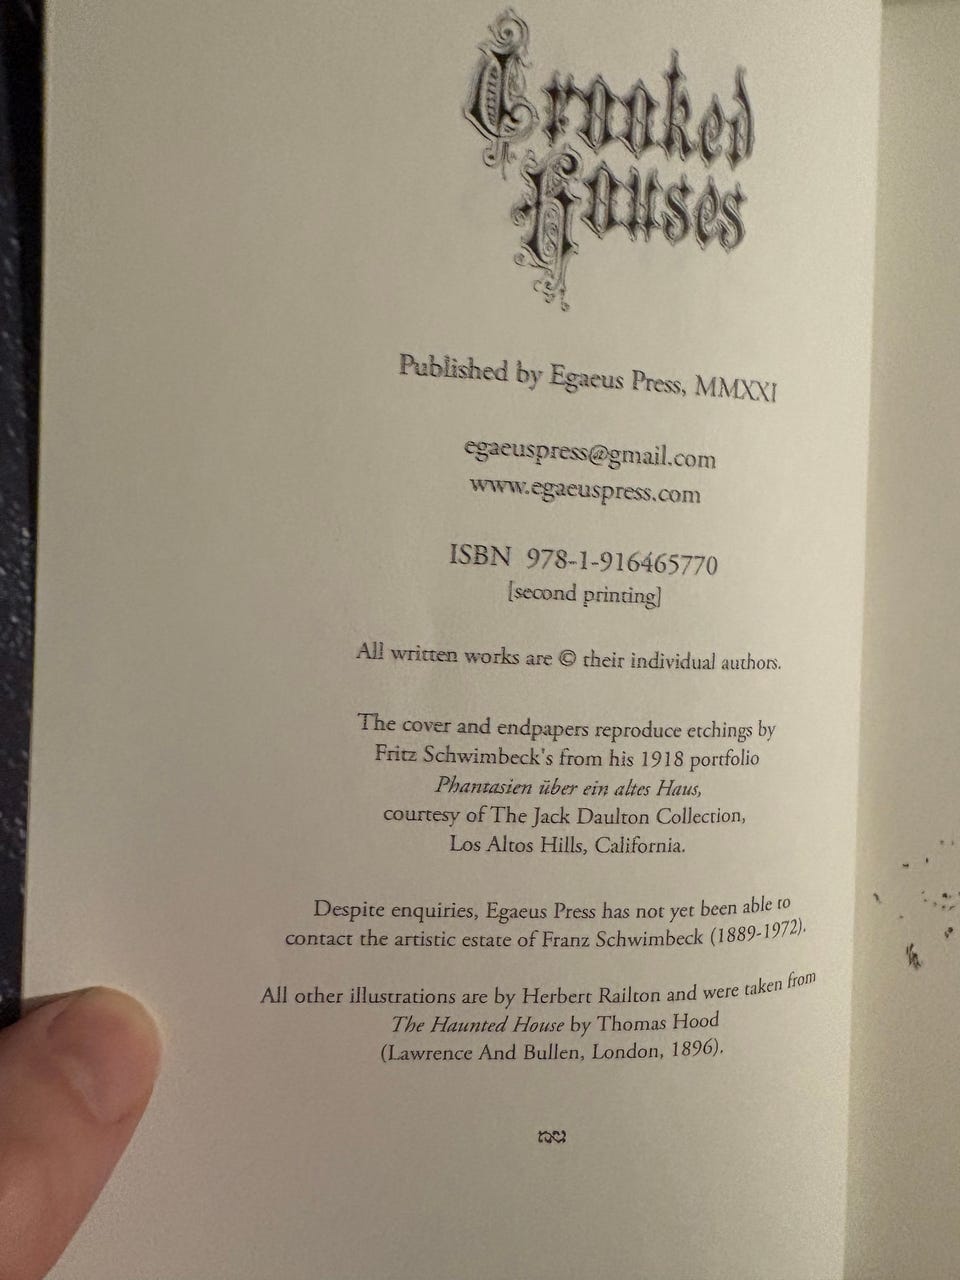 Crooked
Houses
Published by Egaeus Press, MMXXI
egaeuspress@gmail.com
www.egaeuspress.com
ISBN 978-1-916465770
[second printing]
All written works are © their individual authors.
The cover and endpapers reproduce etchings by
Fritz Schwimbeck's from his 1918 portfolio
Phantasien über ein altes Haus,
courtesy of The Jack Daulton Collection,
Los Altos Hills, California.
Despite enquiries, Egaeus Press has not yet been able to
contact the artistic estate of Franz Schwimbeck (1889-1972).
All other illustrations are by Herbert Railton and were taken from
The Haunted House by Thomas Hood
(Lawrence And Bullen, London, 1896).